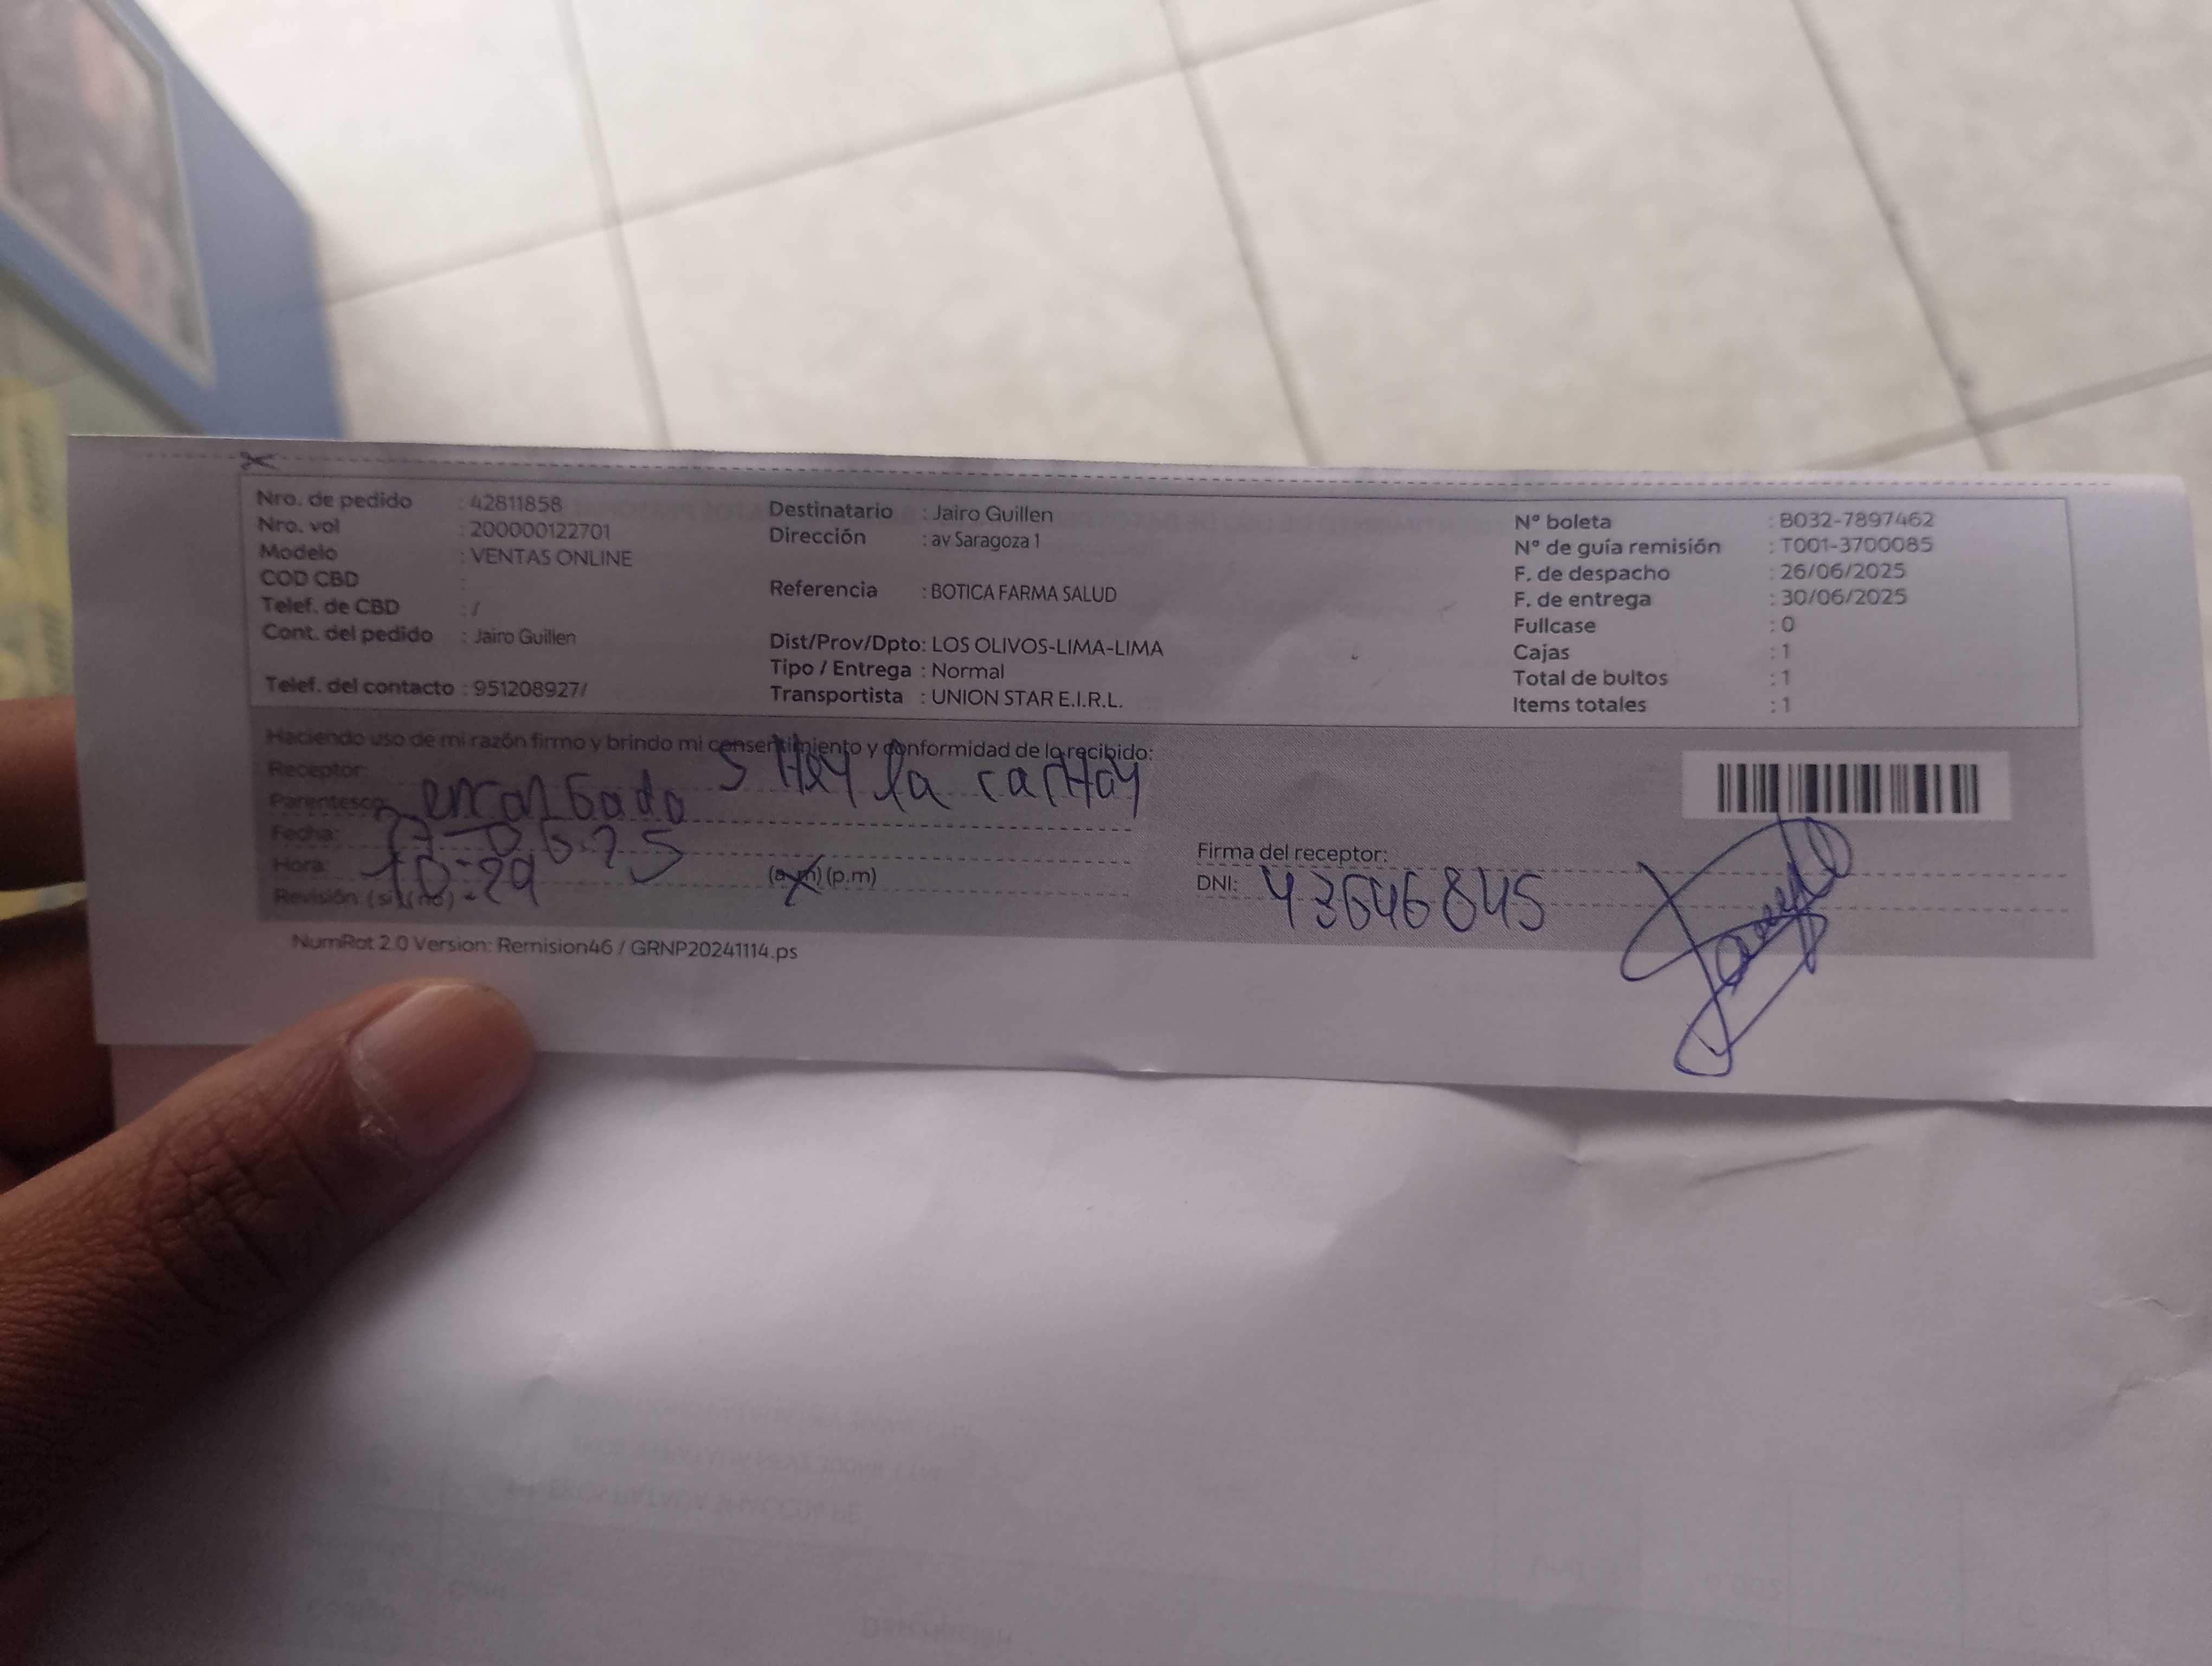 Nro. de pedido : 42811858
Nro. vol : 200000122701
Modelo : VENTAS ONLINE
COD CBD :
Telef. de CBD : /
Cont. del pedido : Jairo Guillen
Telef. del contacto : 951208927/
Destinatario : Jairo Guillen
Dirección : av Saragoza 1
Referencia : BOTICA FARMA SALUD
Dist/Prov/Dpto: LOS OLIVOS-LIMA-LIMA
Tipo / Entrega : Normal
Transportista : UNION STAR E.I.R.L.
Nº boleta : B032-7897462
Nº de guía remisión : T001-3700085
F. de despacho : 26/06/2025
F. de entrega : 30/06/2025
Fullcase : 0
Cajas : 1
Total de bultos : 1
Items totales : 1
Haciendo uso de mi razón firmo y brindo mi consentimiento y conformidad de lo recibido:
Receptor:
Parentesco:
Fecha:
Hora: 10:29 (a.m) (p.m)
Revisión: (si) (no)
Firma del receptor:
DNI: 43646845
NumRot 2.0 Version: Remision46 / GRNP20241114.ps